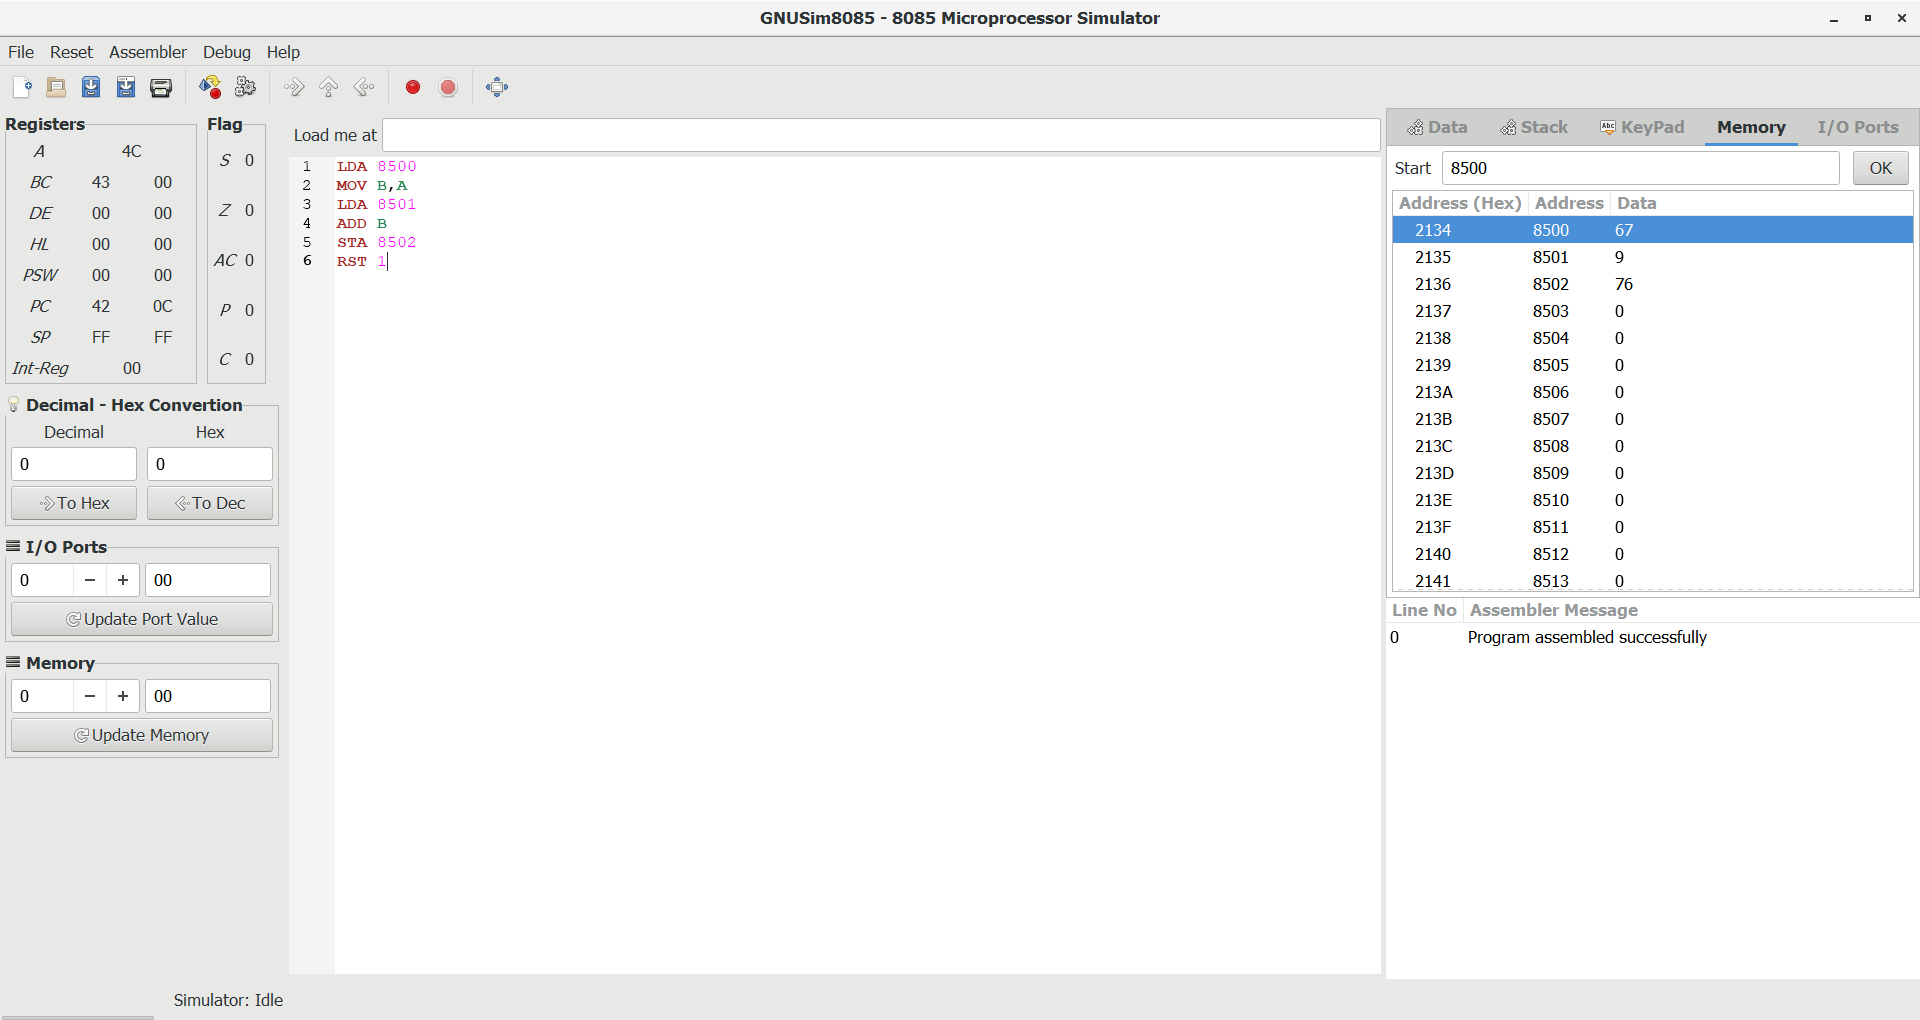 GNUSim8085 - 8085 Microprocessor Simulator
File Reset Assembler Debug Help
Registers
A 4C
BC 43 00
DE 00 00
HL 00 00
PSW 00 00
PC 42 0C
SP FF FF
Int-Reg 00
Flag
S 0
Z 0
AC 0
P 0
C 0
Decimal - Hex Convertion
Decimal Hex
0 0
To Hex To Dec
I/O Ports
0 − + 00
Update Port Value
Memory
0 − + 00
Update Memory
Load me at
1 LDA 8500
2 MOV B,A
3 LDA 8501
4 ADD B
5 STA 8502
6 RST 1
Data Stack Abc KeyPad Memory I/O Ports
Start 8500 OK
Address (Hex) Address Data
2134 8500 67
2135 8501 9
2136 8502 76
2137 8503 0
2138 8504 0
2139 8505 0
213A 8506 0
213B 8507 0
213C 8508 0
213D 8509 0
213E 8510 0
213F 8511 0
2140 8512 0
2141 8513 0
Line No Assembler Message
0 Program assembled successfully
Simulator: Idle